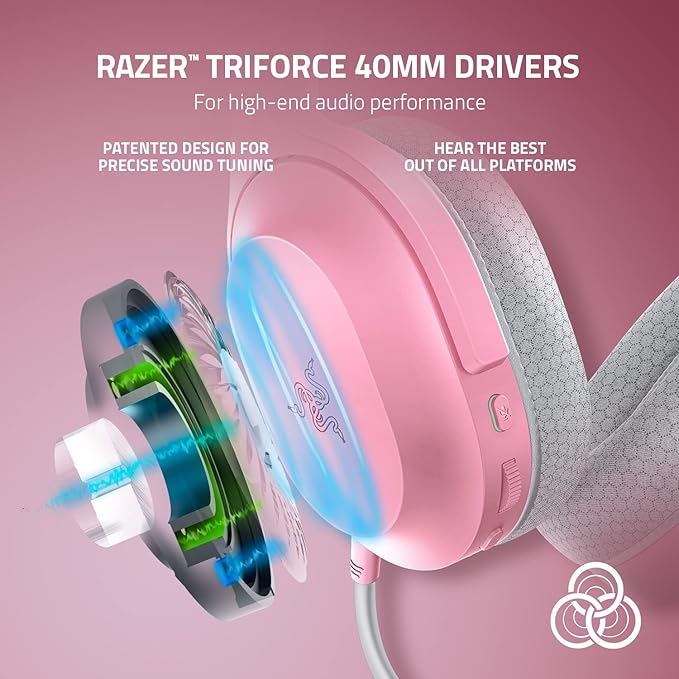 RAZER™ TRIFORCE 40MM DRIVERS
For high-end audio performance
PATENTED DESIGN FOR
PRECISE SOUND TUNING
HEAR THE BEST
OUT OF ALL PLATFORMS